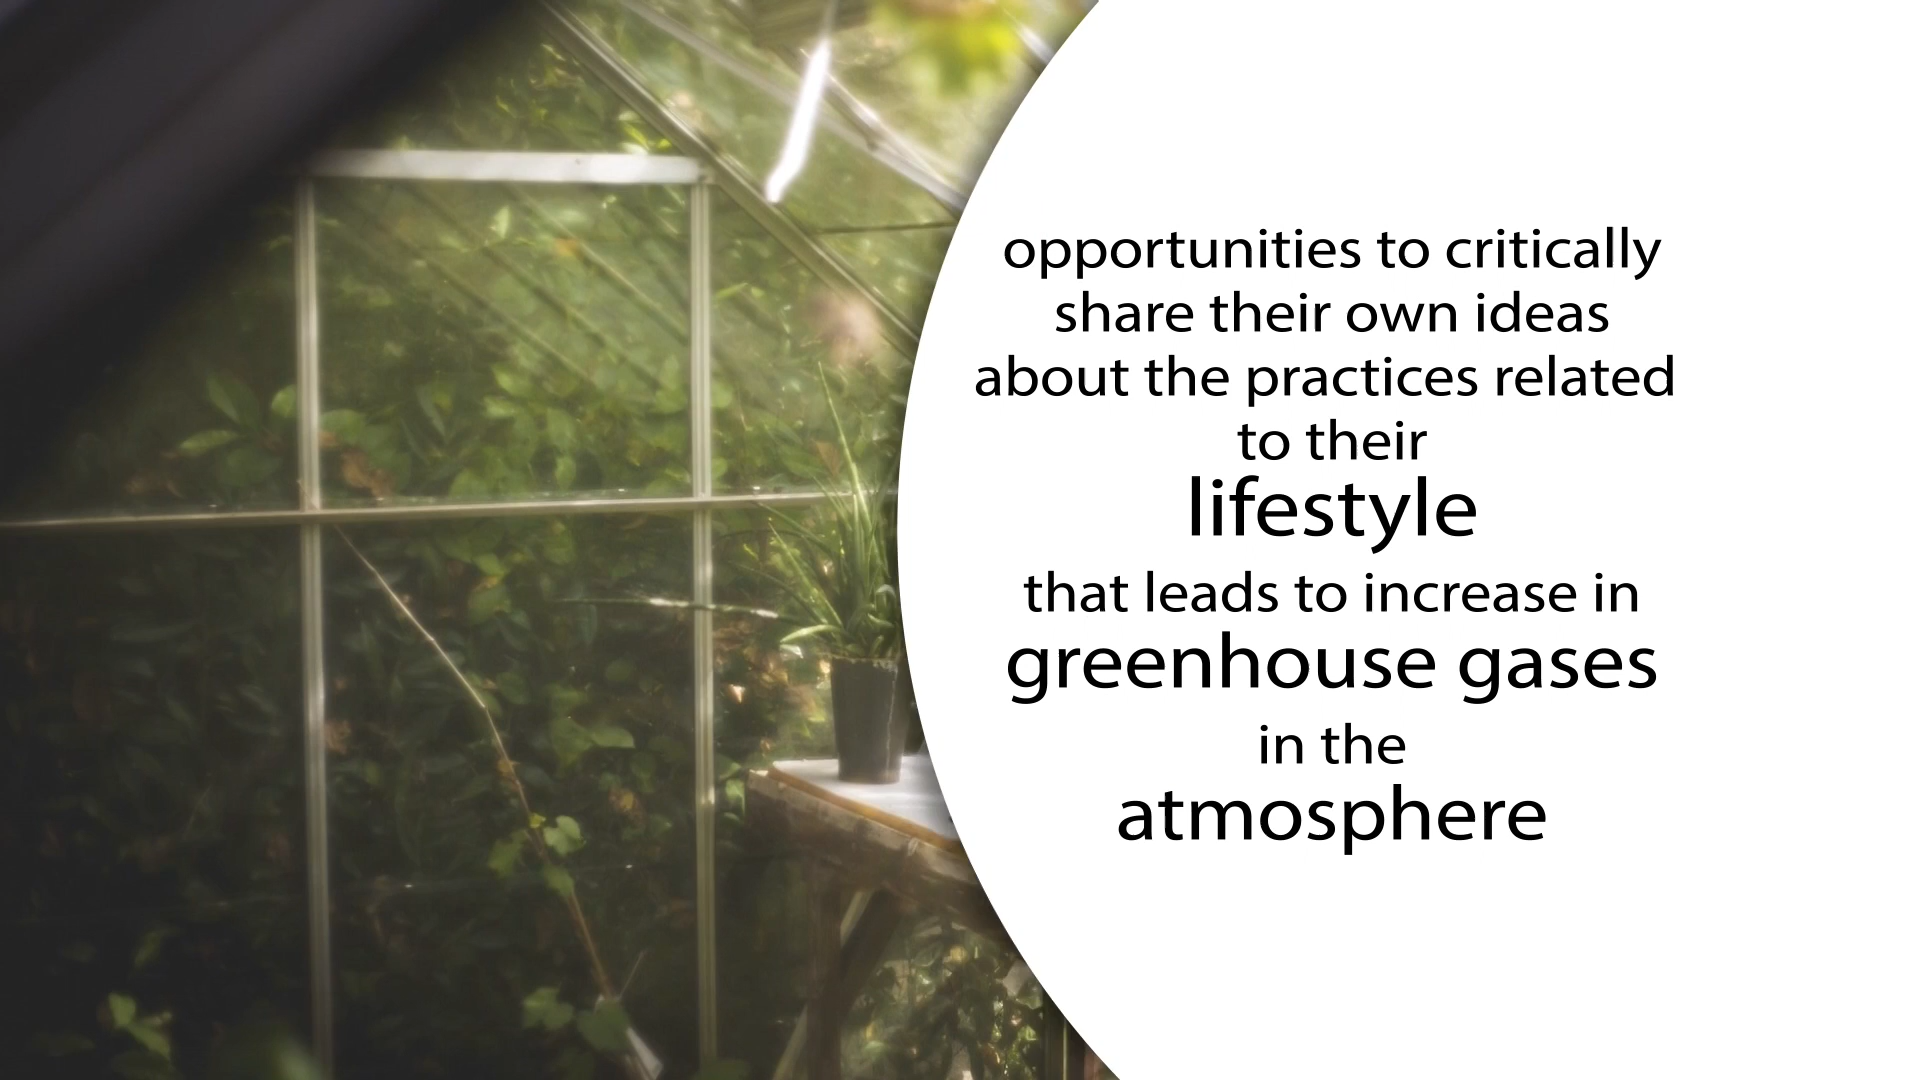 opportunities to critically
share their own ideas
about the practices related
to their
lifestyle
that leads to increase in
greenhouse gases
in the
atmosphere